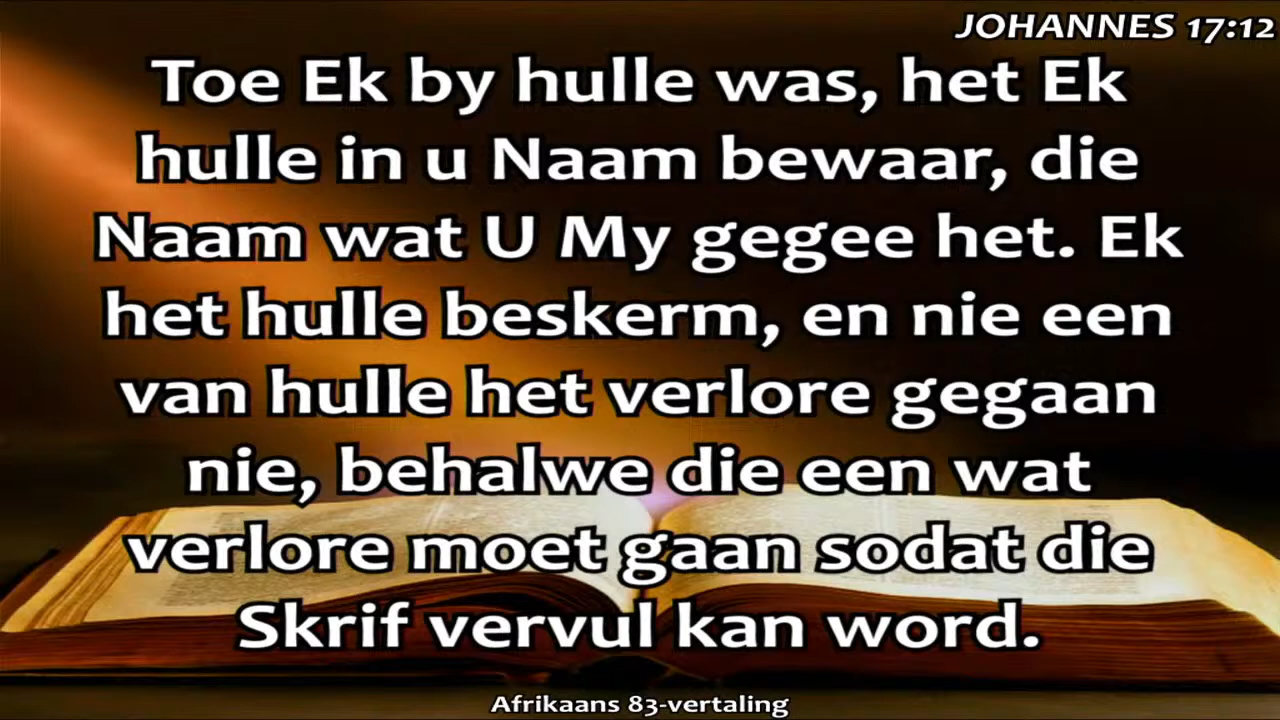 JOHANNES 17:12
Toe Ek by hulle was, het Ek
hulle in u Naam bewaar, die
Naam wat U My gegee het. Ek
het hulle beskerm, en nie een
van hulle het verlore gegaan
nie, behalwe die een wat
verlore moet gaan sodat die
Skrif vervul kan word.
Afrikaans 83-vertaling